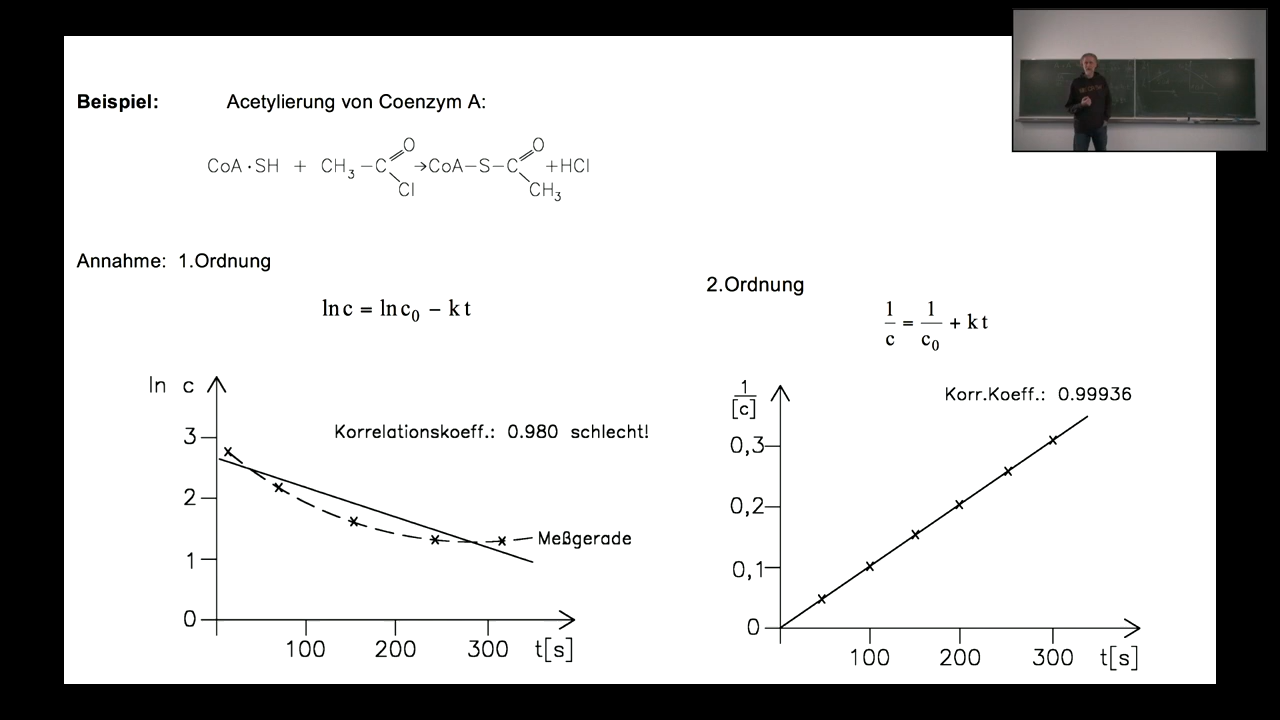 Beispiel: Acetylierung von Coenzym A:
CoA·SH + CH3–C(=O)Cl → CoA–S–C(=O)CH3 + HCl
Annahme: 1.Ordnung
ln c = ln c0 – k t
2.Ordnung
1/c = 1/c0 + k t
ln c
Korrelationskoeff.: 0.980 schlecht!
3
2
1
0
Meßgerade
100 200 300 t[s]
1/[c]
Korr.Koeff.: 0.99936
0,3
0,2
0,1
0
100 200 300 t[s]